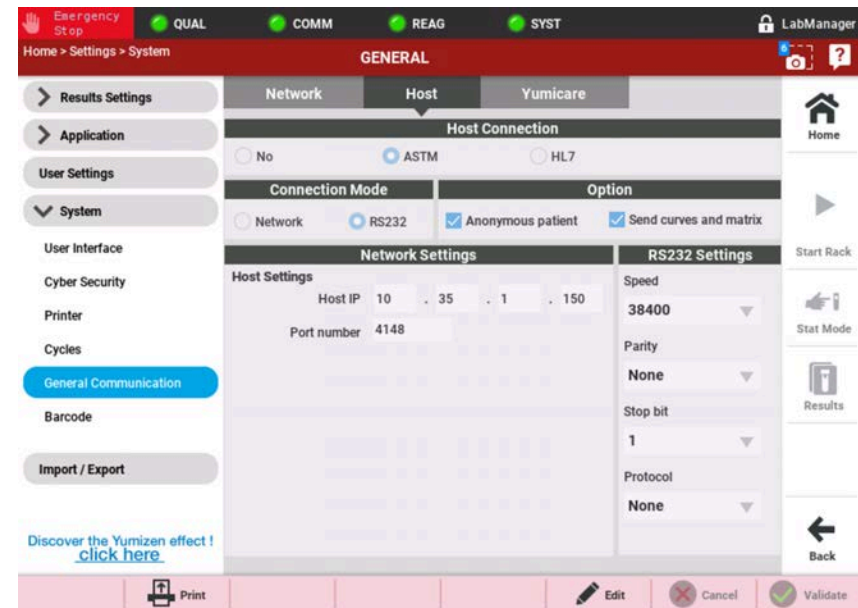 Emergency
Stop
QUAL
COMM
REAG
SYST
LabManager
Home > Settings > System
GENERAL
6
?
Results Settings
Application
User Settings
System
User Interface
Cyber Security
Printer
Cycles
General Communication
Barcode
Import / Export
Discover the Yumizen effect !
click here
Network
Host
Yumicare
Host Connection
No
ASTM
HL7
Connection Mode
Option
Network
RS232
Anonymous patient
Send curves and matrix
Network Settings
RS232 Settings
Host Settings
Host IP 10 . 35 . 1 . 150
Port number 4148
Speed
38400
Parity
None
Stop bit
1
Protocol
None
Home
Start Rack
Stat Mode
Results
Back
Print
Edit
Cancel
Validate